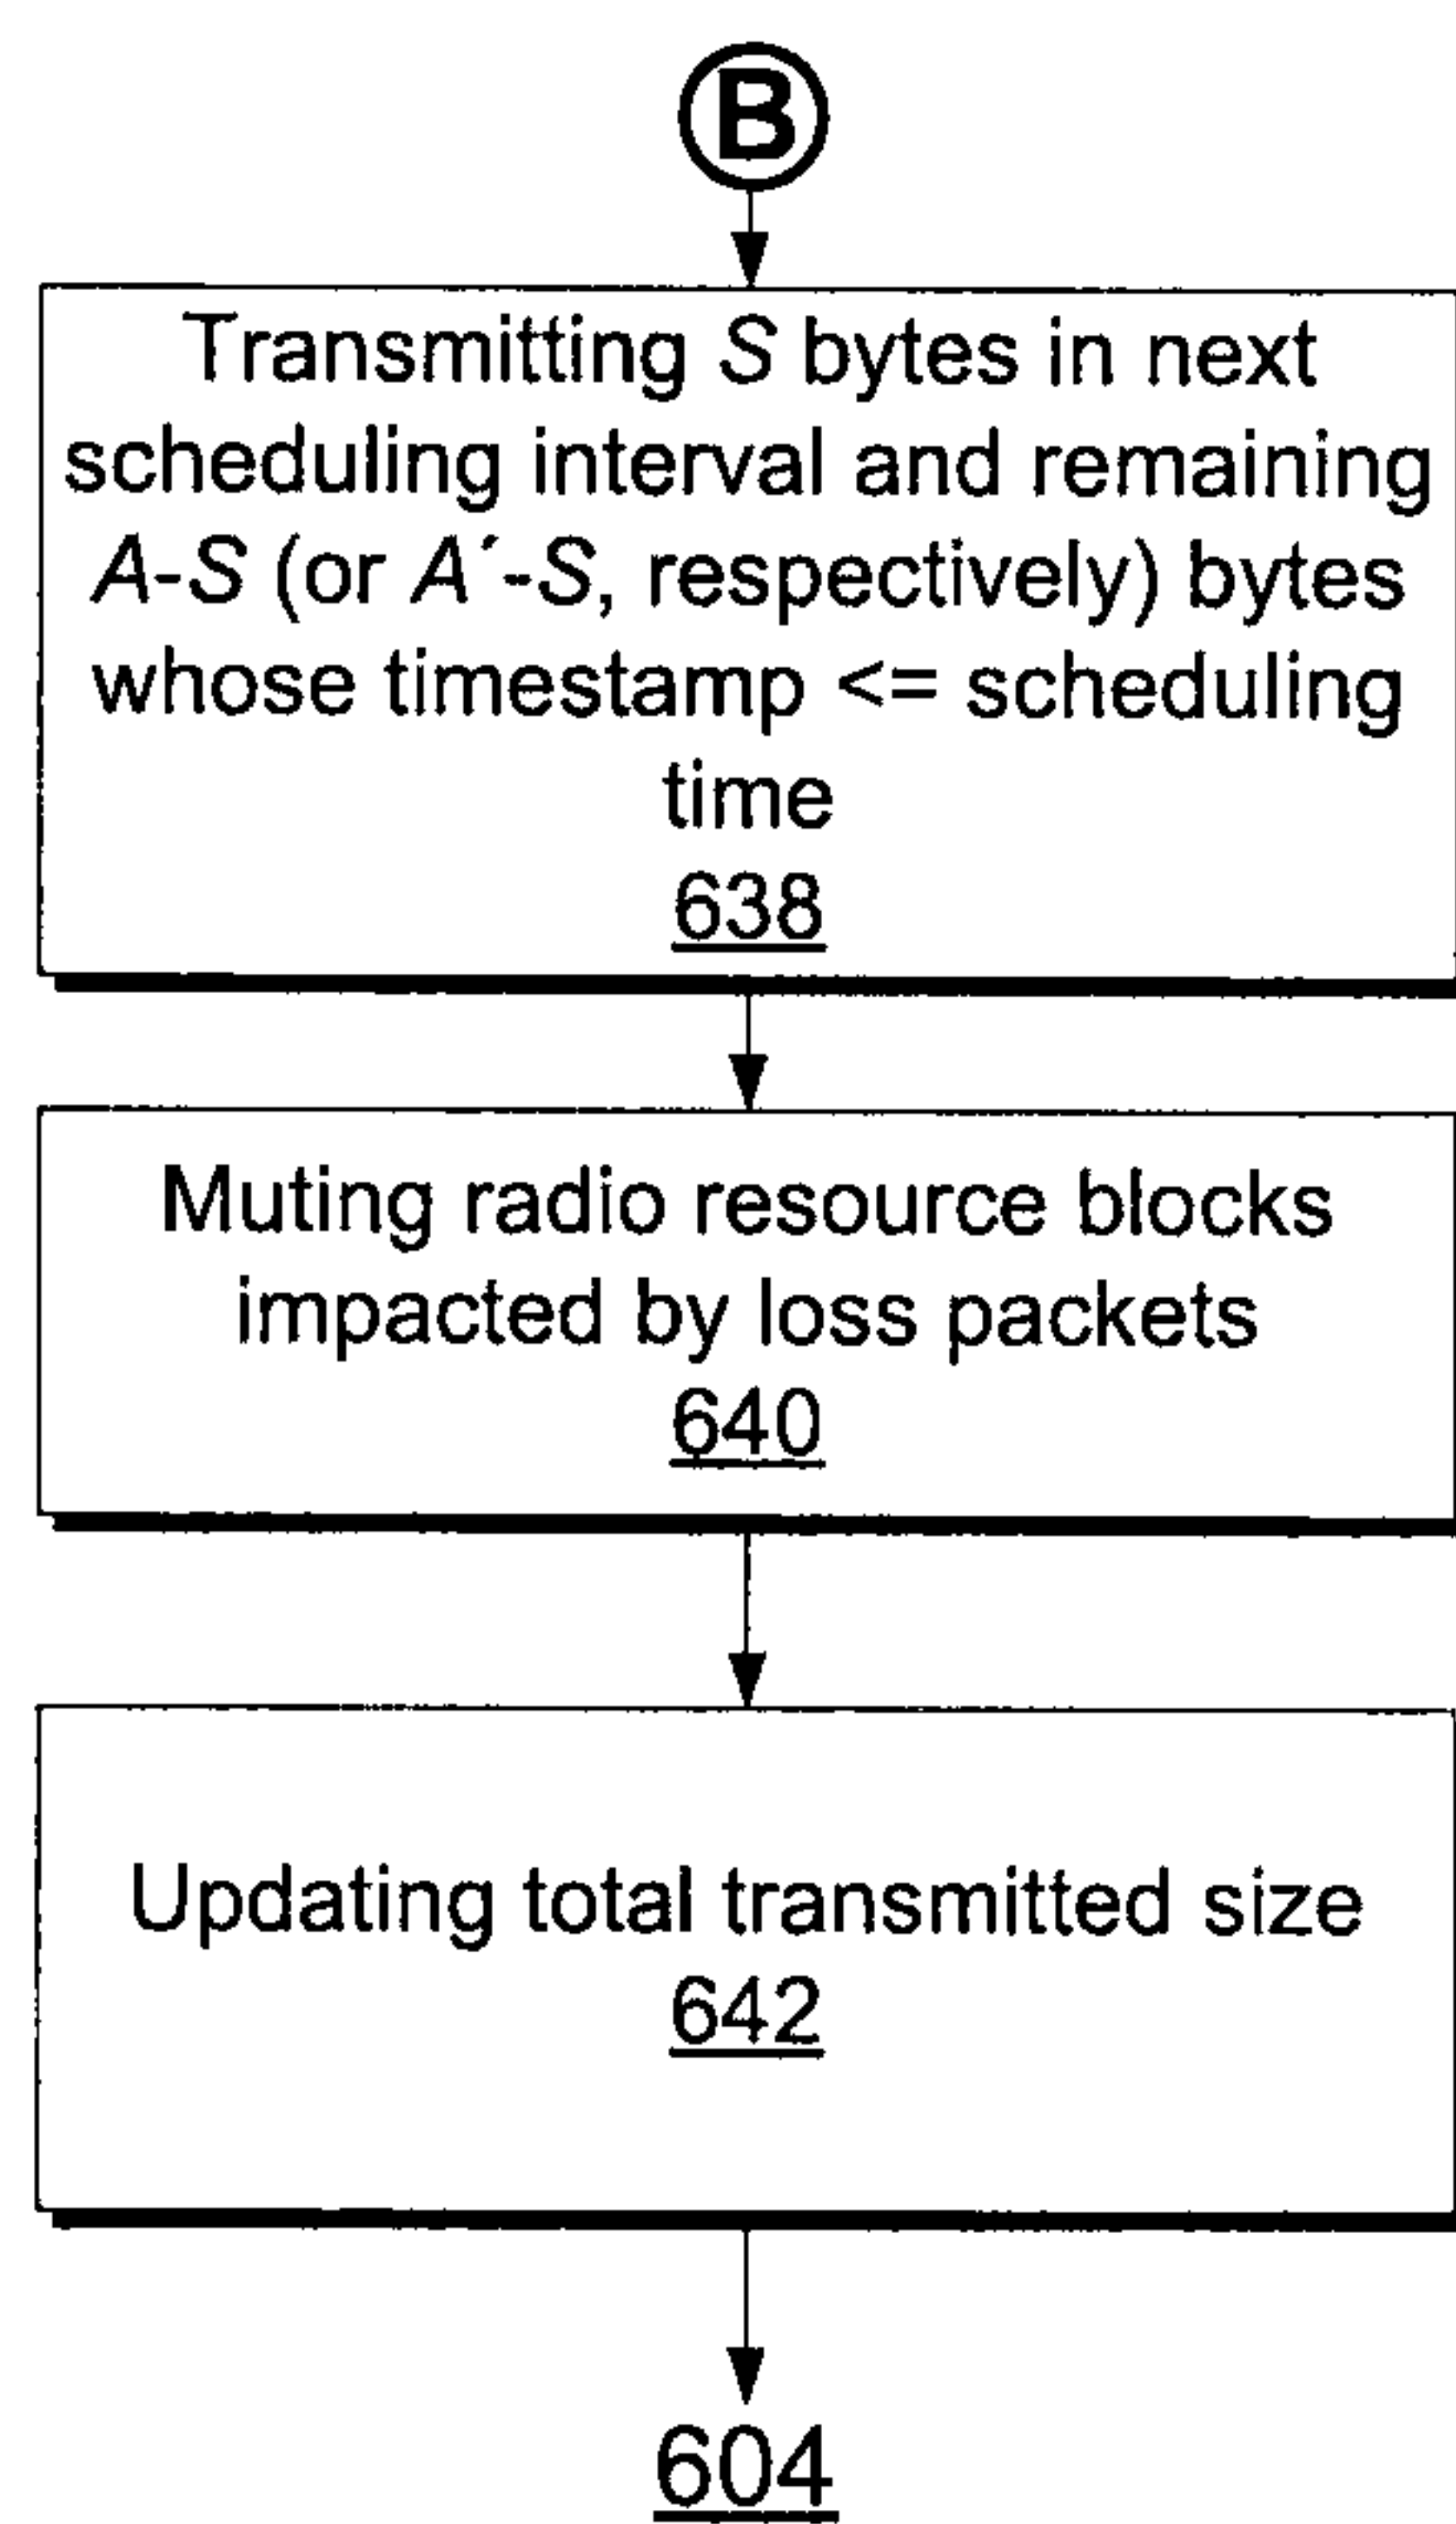 B
Transmitting S bytes in next
scheduling interval and remaining
A-S (or A´-S, respectively) bytes
whose timestamp <= scheduling
time
638
Muting radio resource blocks
impacted by loss packets
640
Updating total transmitted size
642
604